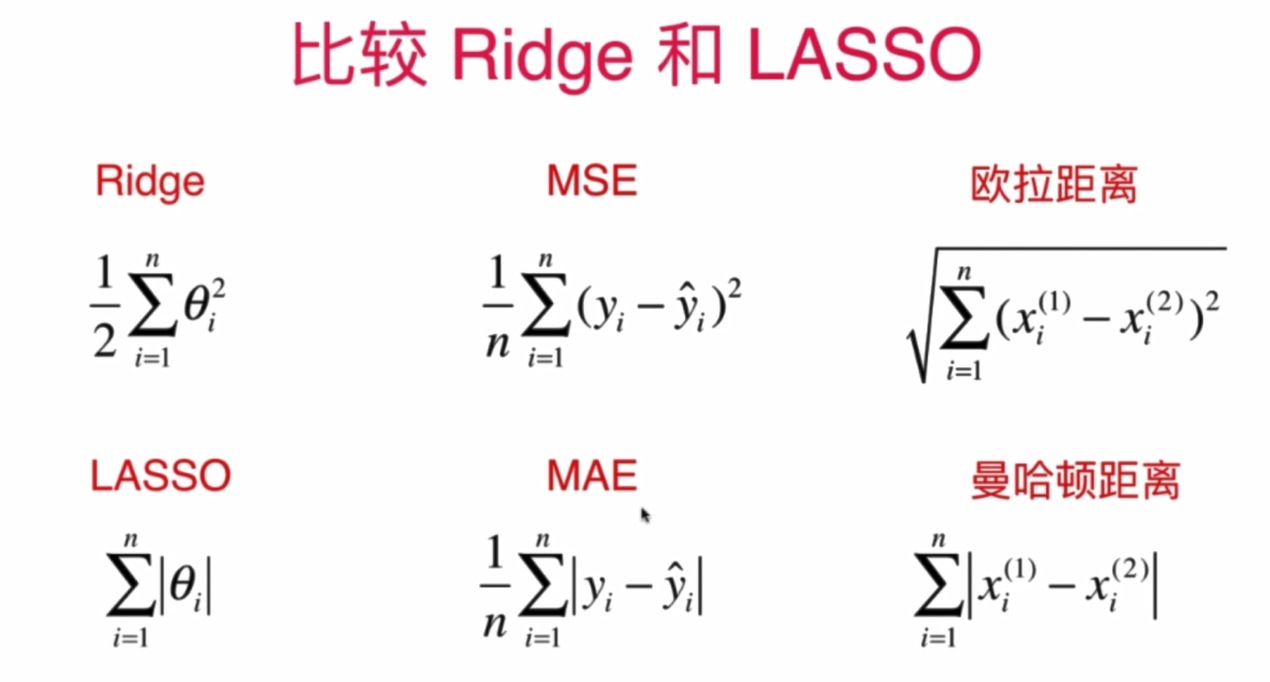 比较 Ridge 和 LASSO
Ridge
MSE
欧拉距离
$\frac{1}{2}\sum_{i=1}^{n}\theta_i^2$
$\frac{1}{n}\sum_{i=1}^{n}(y_i - \hat{y}_i)^2$
$\sqrt{\sum_{i=1}^{n}(x_i^{(1)} - x_i^{(2)})^2}$
LASSO
MAE
曼哈顿距离
$\sum_{i=1}^{n}|\theta_i|$
$\frac{1}{n}\sum_{i=1}^{n}|y_i - \hat{y}_i|$
$\sum_{i=1}^{n}|x_i^{(1)} - x_i^{(2)}|$